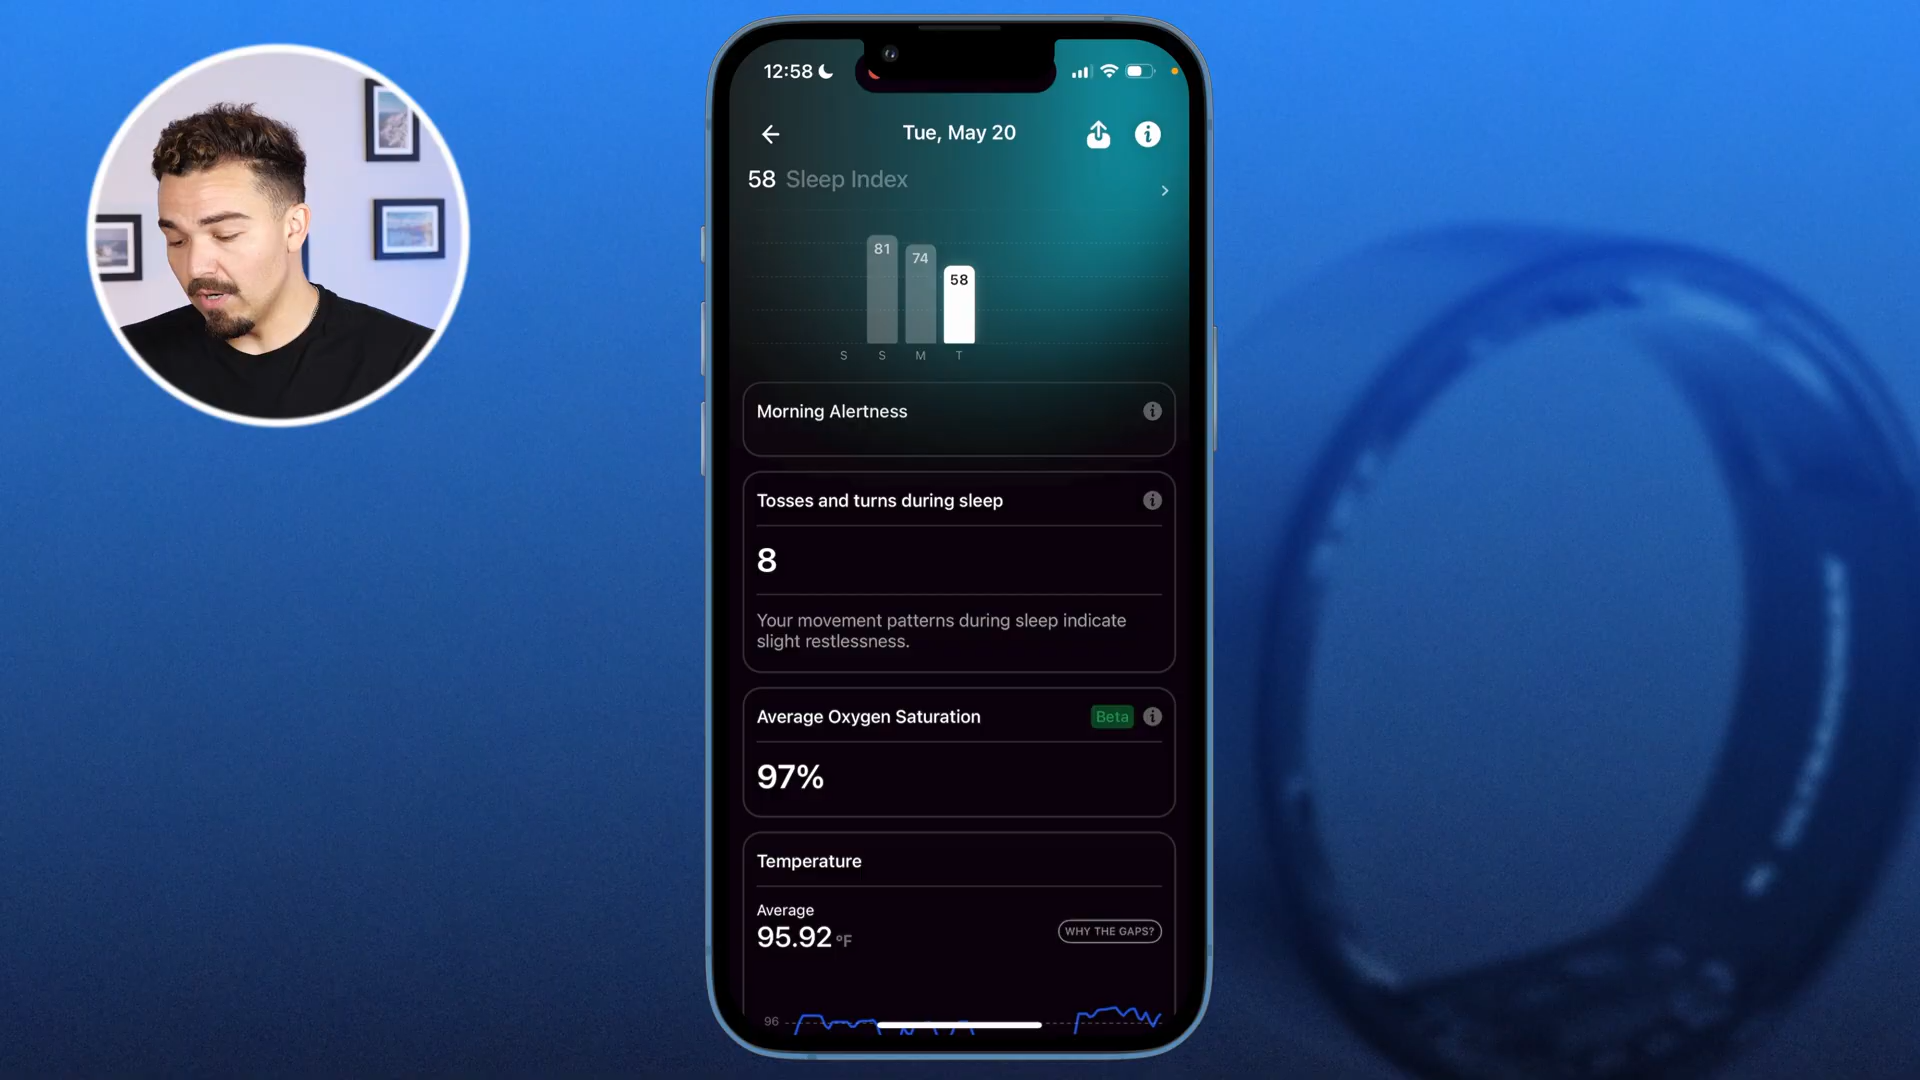 12:58
Tue, May 20
58 Sleep Index
81
74
58
S S M T
Morning Alertness
Tosses and turns during sleep
8
Your movement patterns during sleep indicate
slight restlessness.
Average Oxygen Saturation Beta
97%
Temperature
Average
95.92 °F
WHY THE GAPS?
96